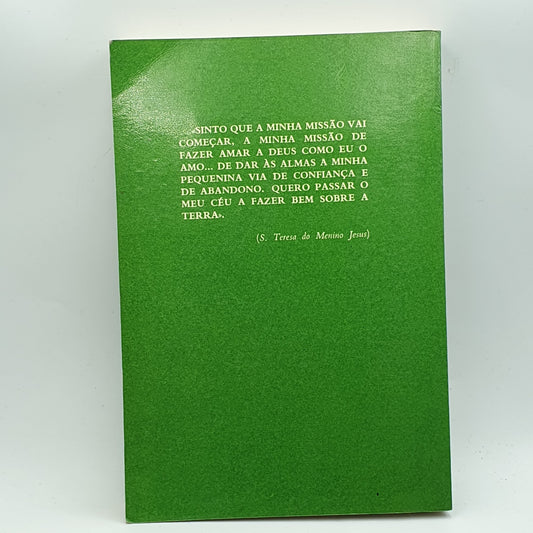 «SINTO QUE A MINHA MISSÃO VAI
COMEÇAR, A MINHA MISSÃO DE
FAZER AMAR A DEUS COMO EU O
AMO... DE DAR ÀS ALMAS A MINHA
PEQUENINA VIA DE CONFIANÇA E
DE ABANDONO. QUERO PASSAR O
MEU CÉU A FAZER BEM SOBRE A
TERRA».
(S. Teresa do Menino Jesus)